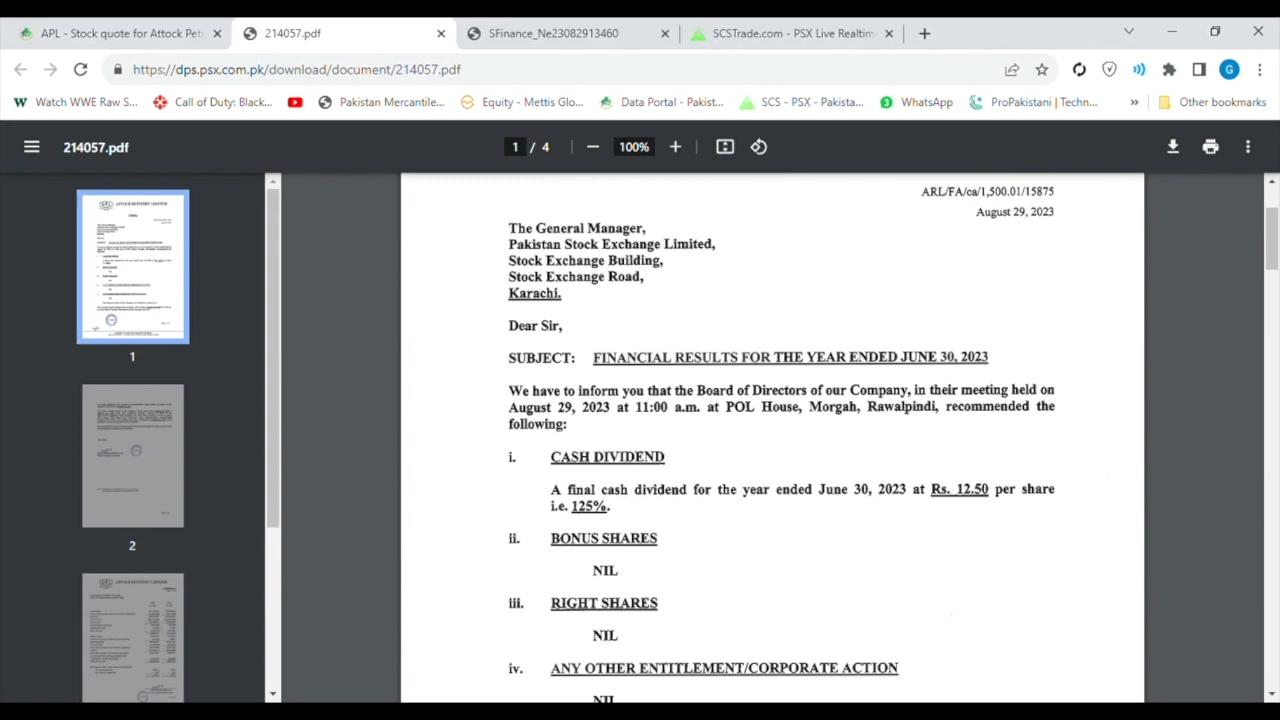 APL - Stock quote for Attock Pet
214057.pdf
SFinance_Ne23082913460
SCSTrade.com - PSX Live Realtim
https://dps.psx.com.pk/download/document/214057.pdf
G
Watch WWE Raw S...
Call of Duty: Black...
Pakistan Mercantile...
Equity - Mettis Glo...
Data Portal - Pakist...
SCS - PSX - Pakista...
WhatsApp
ProPakistani | Techn...
»
Other bookmarks
214057.pdf
1 / 4
100%
ATTOCK REFINERY LIMITED
1
2
ATTOCK REFINERY LIMITED
ARL/FA/ca/1,500.01/15875
August 29, 2023
The General Manager,
Pakistan Stock Exchange Limited,
Stock Exchange Building,
Stock Exchange Road,
Karachi.
Dear Sir,
SUBJECT: FINANCIAL RESULTS FOR THE YEAR ENDED JUNE 30, 2023
We have to inform you that the Board of Directors of our Company, in their meeting held on
August 29, 2023 at 11:00 a.m. at POL House, Morgah, Rawalpindi, recommended the
following:
i. CASH DIVIDEND
A final cash dividend for the year ended June 30, 2023 at Rs. 12.50 per share
i.e. 125%.
ii. BONUS SHARES
NIL
iii. RIGHT SHARES
NIL
iv. ANY OTHER ENTITLEMENT/CORPORATE ACTION
NIL